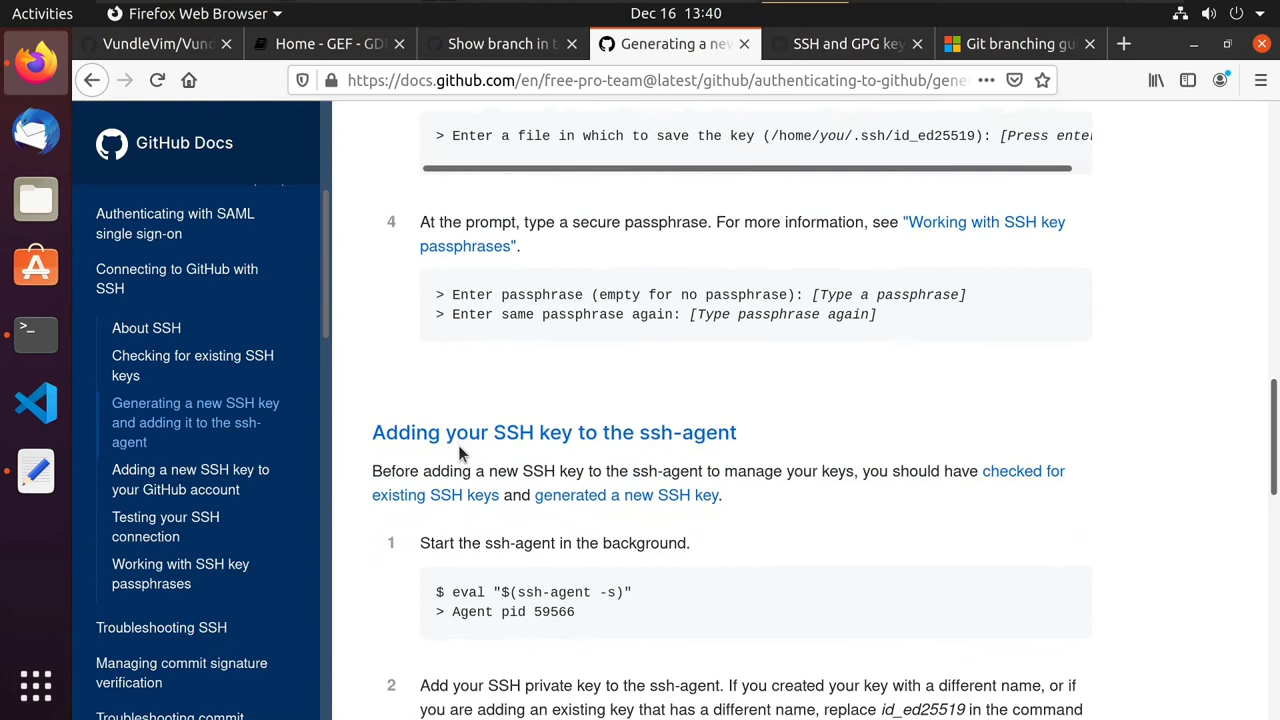 Activities
Firefox Web Browser
Dec 16 13:40
VundleVim/Vund
Home - GEF - GD
Show branch in t
Generating a new
SSH and GPG key
Git branching gu
https://docs.github.com/en/free-pro-team@latest/github/authenticating-to-github/gene
GitHub Docs
Authenticating with SAML
single sign-on
Connecting to GitHub with
SSH
About SSH
Checking for existing SSH
keys
Generating a new SSH key
and adding it to the ssh-
agent
Adding a new SSH key to
your GitHub account
Testing your SSH
connection
Working with SSH key
passphrases
Troubleshooting SSH
Managing commit signature
verification
Troubleshooting commit
> Enter a file in which to save the key (/home/you/.ssh/id_ed25519): [Press enter
4 At the prompt, type a secure passphrase. For more information, see "Working with SSH key
passphrases".
> Enter passphrase (empty for no passphrase): [Type a passphrase]
> Enter same passphrase again: [Type passphrase again]
Adding your SSH key to the ssh-agent
Before adding a new SSH key to the ssh-agent to manage your keys, you should have checked for
existing SSH keys and generated a new SSH key.
1 Start the ssh-agent in the background.
$ eval "$(ssh-agent -s)"
> Agent pid 59566
2 Add your SSH private key to the ssh-agent. If you created your key with a different name, or if
you are adding an existing key that has a different name, replace id_ed25519 in the command